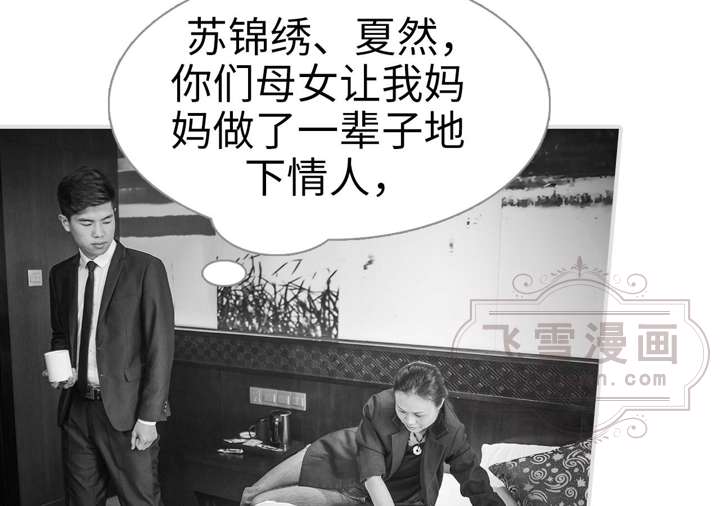 苏锦绣、夏然，
你们母女让我妈
妈做了一辈子地
下情人，
飞雪漫画
.com